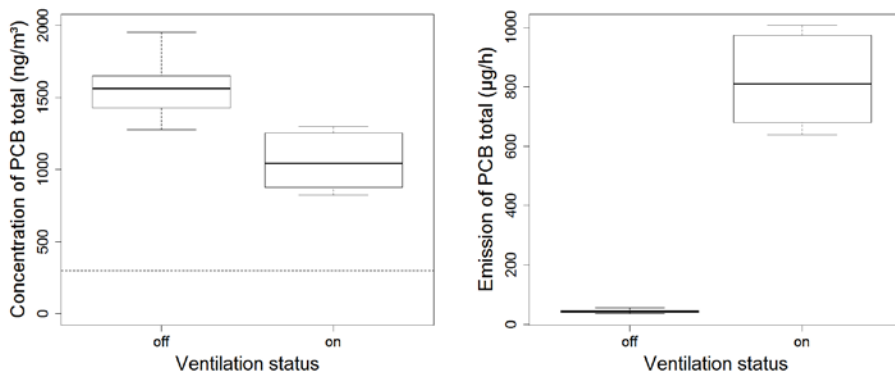 Concentration of PCB total (ng/m³)
2000
1500
1000
500
0
off
on
Ventilation status
Emission of PCB total (µg/h)
1000
800
600
400
200
0
off
on
Ventilation status